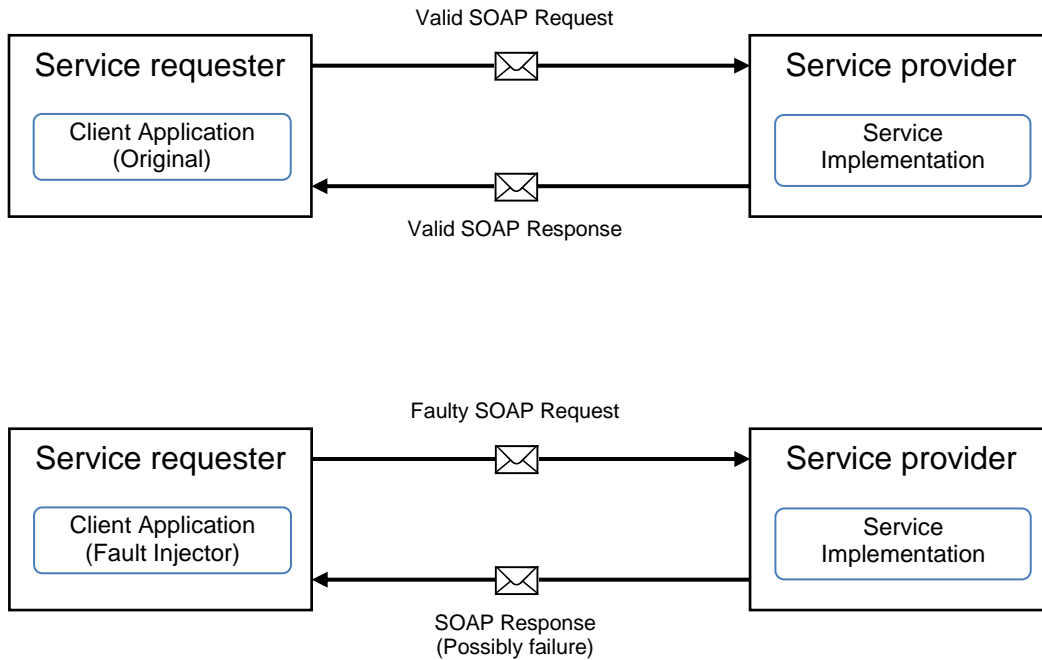 Valid SOAP Request
Service requester
Client Application
(Original)
Service provider
Service
Implementation
Valid SOAP Response
Faulty SOAP Request
Service requester
Client Application
(Fault Injector)
Service provider
Service
Implementation
SOAP Response
(Possibly failure)